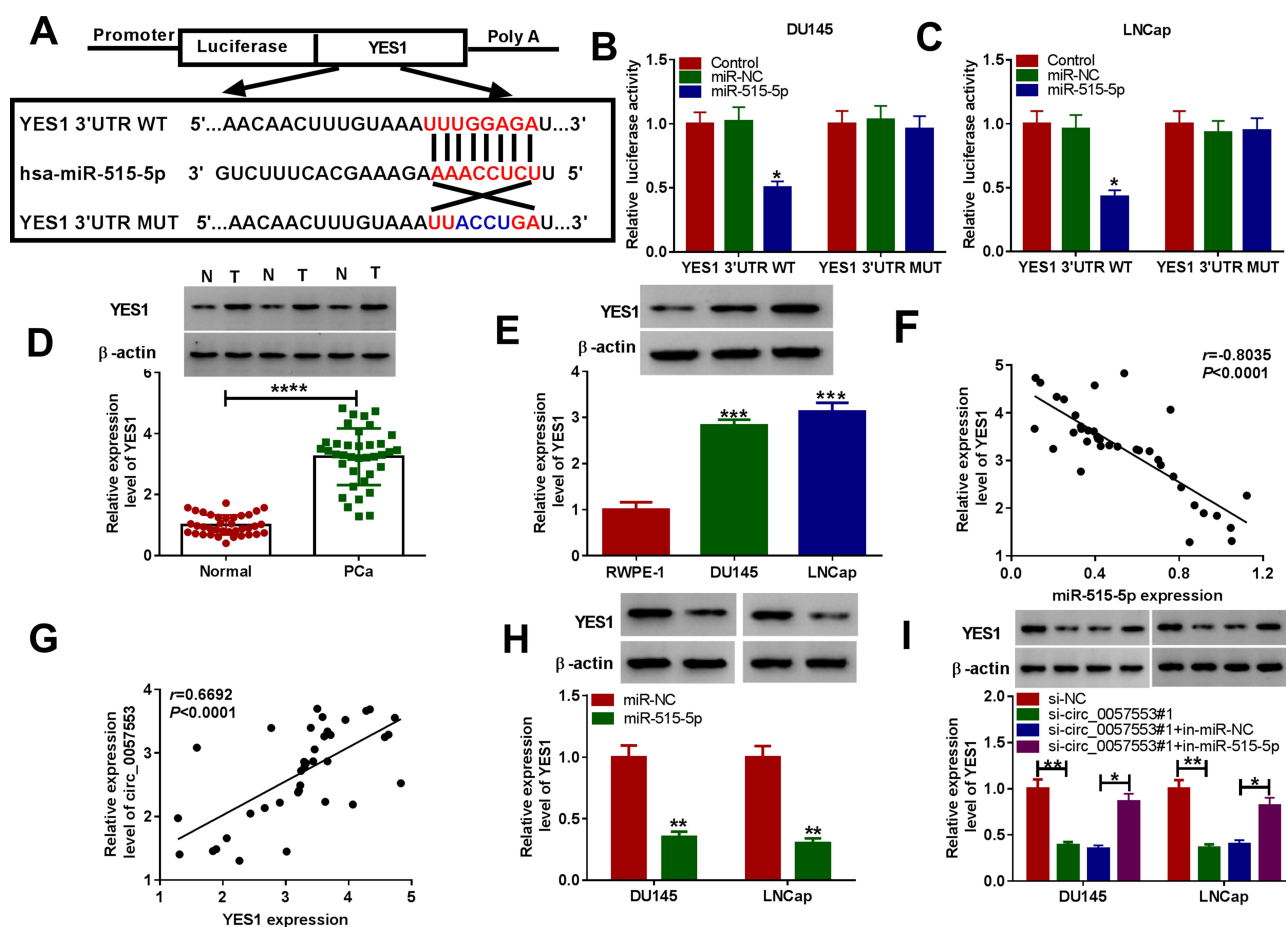 A
Promoter
Luciferase
YES1
Poly A
YES1 3'UTR WT 5'...AACAACUUUGUAAAUUUGGAGAU...3'
hsa-miR-515-5p 3' GUCUUUCACGAAAGAAAACCUCUU 5'
YES1 3'UTR MUT 5'...AACAACUUUGUAAAUUACCUGAU...3'
B
DU145
Relative luciferase activity
1.5
1.0
0.5
0.0
Control
miR-NC
miR-515-5p
*
YES1 3'UTR WT
YES1 3'UTR MUT
C
LNCap
Relative luciferase activity
1.5
1.0
0.5
0.0
Control
miR-NC
miR-515-5p
*
YES1 3'UTR WT
YES1 3'UTR MUT
D
N T N T N T
YES1
β-actin
Relative expression
level of YES1
6
4
2
0
****
Normal
PCa
E
YES1
β-actin
Relative expression
level of YES1
4
3
2
1
0
***
***
RWPE-1
DU145
LNCap
F
r=-0.8035
P<0.0001
Relative expression
level of YES1
5
4
3
2
1
0.0
0.4
0.8
1.2
miR-515-5p expression
G
r=0.6692
P<0.0001
Relative expression
level of circ_0057553
4
3
2
1
1
2
3
4
5
YES1 expression
H
YES1
β-actin
Relative expression
level of YES1
1.5
1.0
0.5
0.0
miR-NC
miR-515-5p
**
**
DU145
LNCap
I
YES1
β-actin
Relative expression
level of YES1
2.0
1.5
1.0
0.5
0.0
si-NC
si-circ_0057553#1
si-circ_0057553#1+in-miR-NC
si-circ_0057553#1+in-miR-515-5p
**
*
**
*
DU145
LNCap